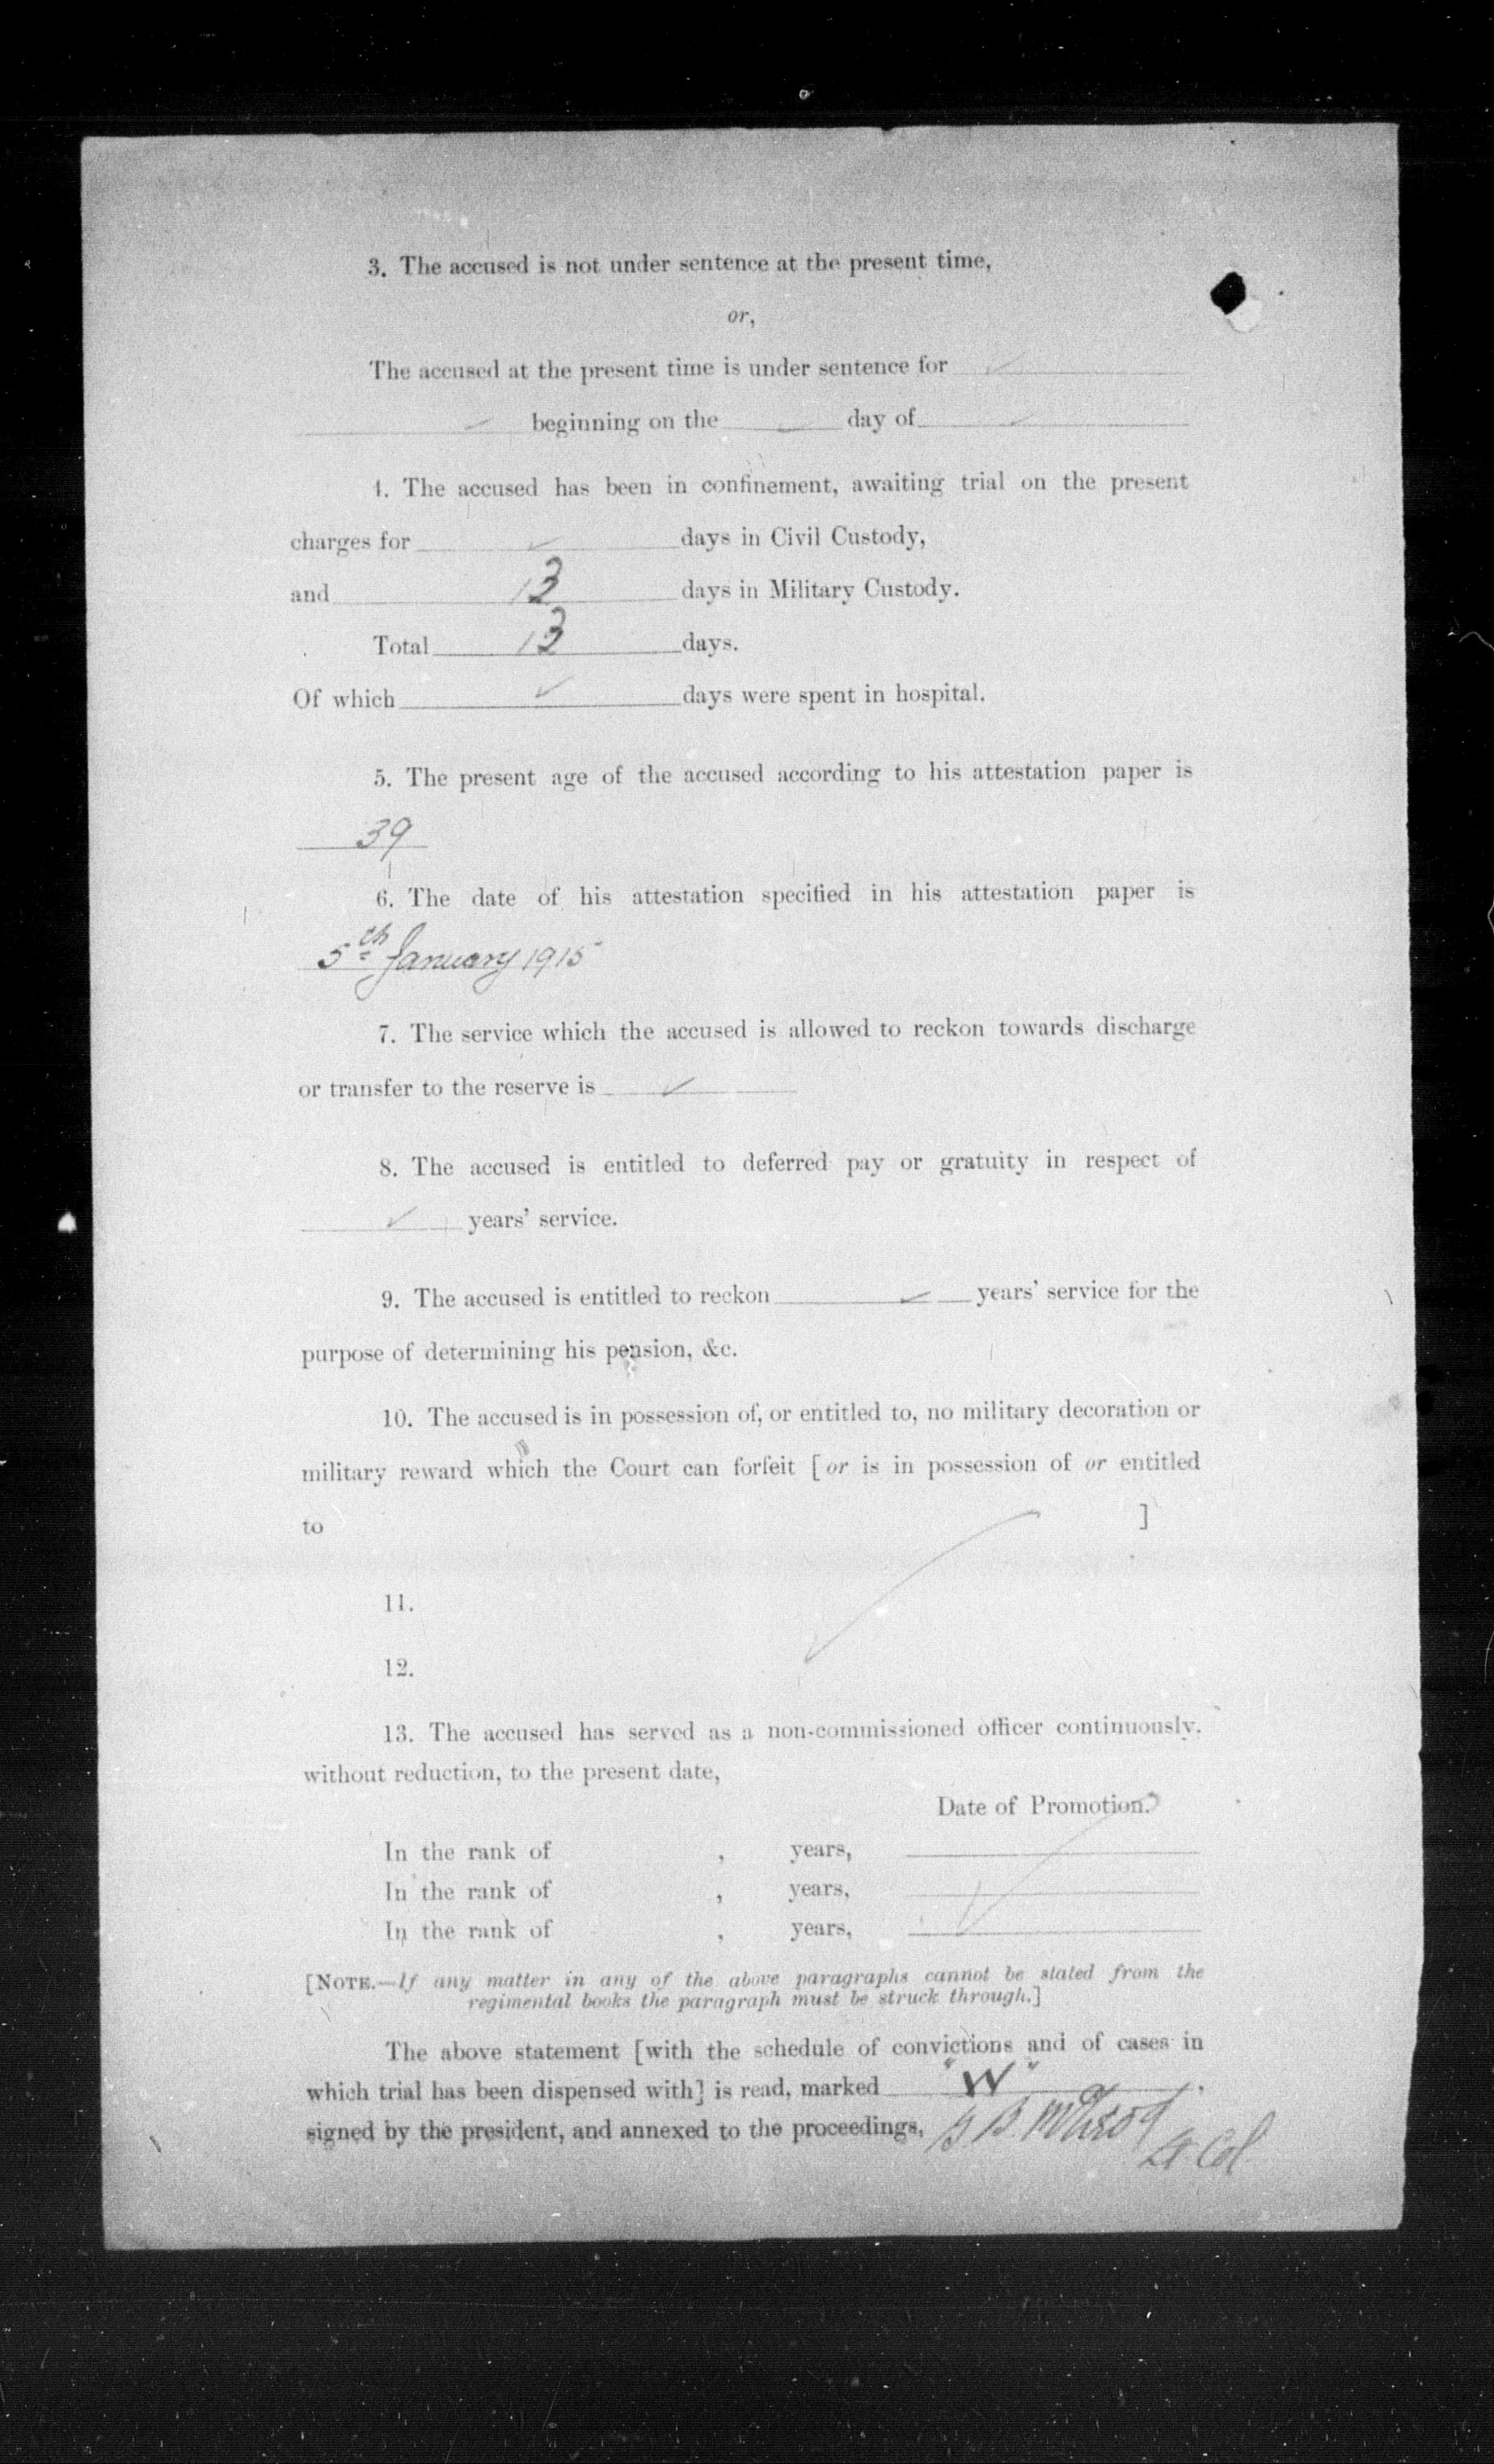 3. The accused is not under sentence at the present time,
or,
The accused at the present time is under sentence for
beginning on the day of
4. The accused has been in confinement, awaiting trial on the present
charges for days in Civil Custody,
and 13 days in Military Custody.
Total 13 days.
Of which days were spent in hospital.
5. The present age of the accused according to his attestation paper is
39
6. The date of his attestation specified in his attestation paper is
5th January 1915
7. The service which the accused is allowed to reckon towards discharge
or transfer to the reserve is
8. The accused is entitled to deferred pay or gratuity in respect of
years' service.
9. The accused is entitled to reckon years' service for the
purpose of determining his pension, &c.
10. The accused is in possession of, or entitled to, no military decoration or
military reward which the Court can forfeit [or is in possession of or entitled
to ]
11.
12.
13. The accused has served as a non-commissioned officer continuously,
without reduction, to the present date,
Date of Promotion.
In the rank of , years,
In the rank of , years,
In the rank of , years,
[NOTE.—If any matter in any of the above paragraphs cannot be stated from the
regimental books the paragraph must be struck through.]
The above statement [with the schedule of convictions and of cases in
which trial has been dispensed with] is read, marked "W",
signed by the president, and annexed to the proceedings,
Lt Col